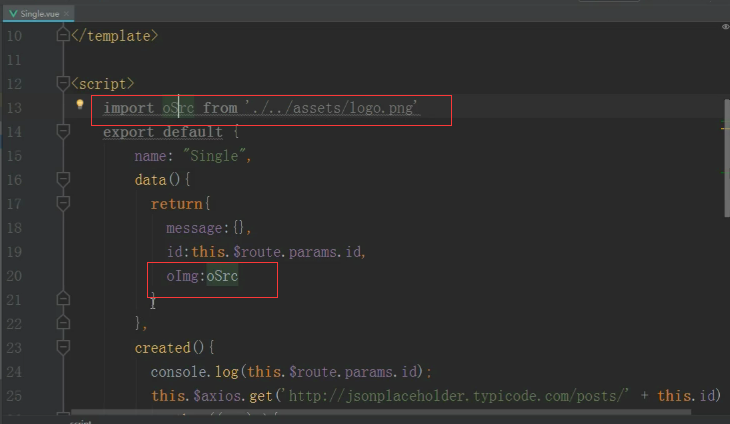 Single.vue
10 </template>
11
12 <script>
13 import oSrc from './../assets/logo.png'
14 export default {
15 name: "Single",
16 data(){
17 return{
18 message:{},
19 id:this.$route.params.id,
20 oImg:oSrc
21 }
22 },
23 created(){
24 console.log(this.$route.params.id);
25 this.$axios.get('http://jsonplaceholder.typicode.com/posts/' + this.id)
script